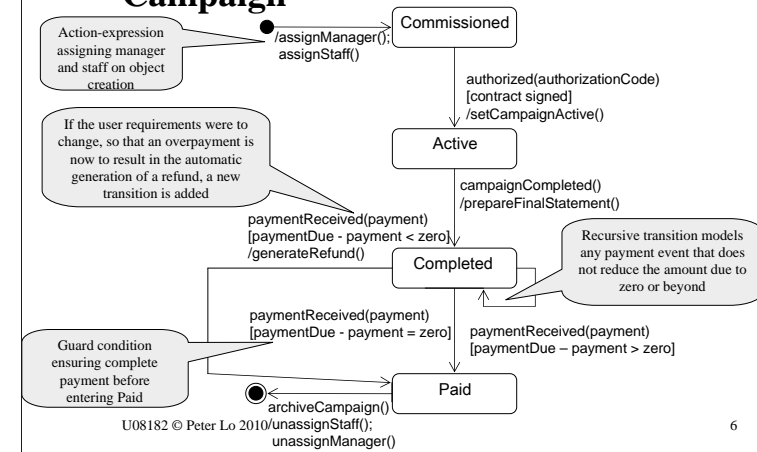 Campaign
Action-expression
assigning manager
and staff on object
creation
/assignManager();
assignStaff()
Commissioned
authorized(authorizationCode)
[contract signed]
/setCampaignActive()
If the user requirements were to
change, so that an overpayment is
now to result in the automatic
generation of a refund, a new
transition is added
Active
campaignCompleted()
/prepareFinalStatement()
paymentReceived(payment)
[paymentDue - payment < zero]
/generateRefund()
Completed
Recursive transition models
any payment event that does
not reduce the amount due to
zero or beyond
paymentReceived(payment)
[paymentDue - payment = zero]
paymentReceived(payment)
[paymentDue – payment > zero]
Guard condition
ensuring complete
payment before
entering Paid
Paid
archiveCampaign()
/unassignStaff();
unassignManager()
U08182 © Peter Lo 2010
6